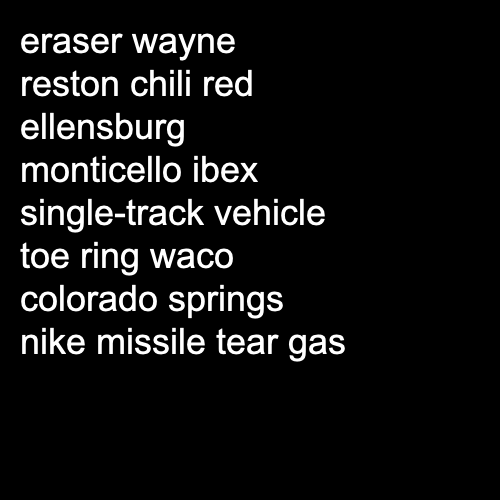 eraser wayne
reston chili red
ellensburg
monticello ibex
single-track vehicle
toe ring waco
colorado springs
nike missile tear gas